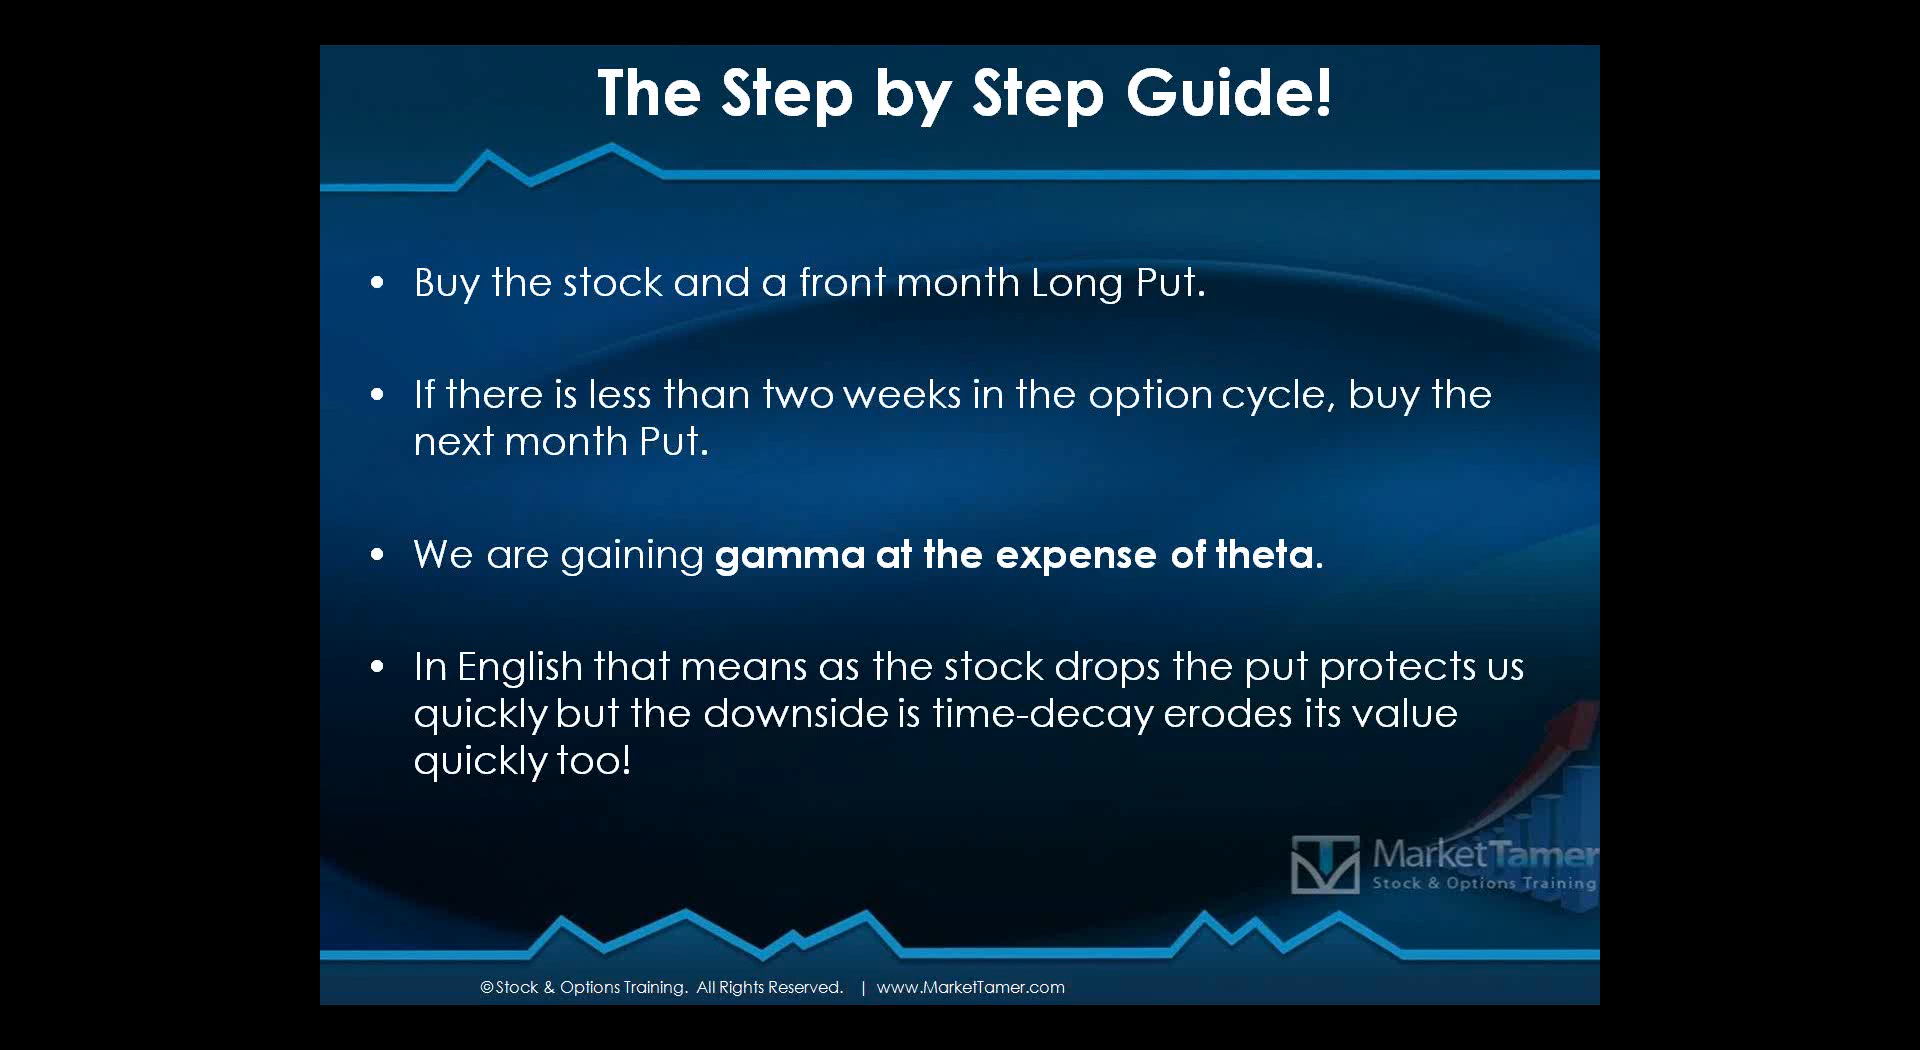 The Step by Step Guide!
• Buy the stock and a front month Long Put.
• If there is less than two weeks in the option cycle, buy the
next month Put.
• We are gaining gamma at the expense of theta.
• In English that means as the stock drops the put protects us
quickly but the downside is time-decay erodes its value
quickly too!
MarketTamer
Stock & Options Training
©Stock & Options Training. All Rights Reserved. | www.MarketTamer.com